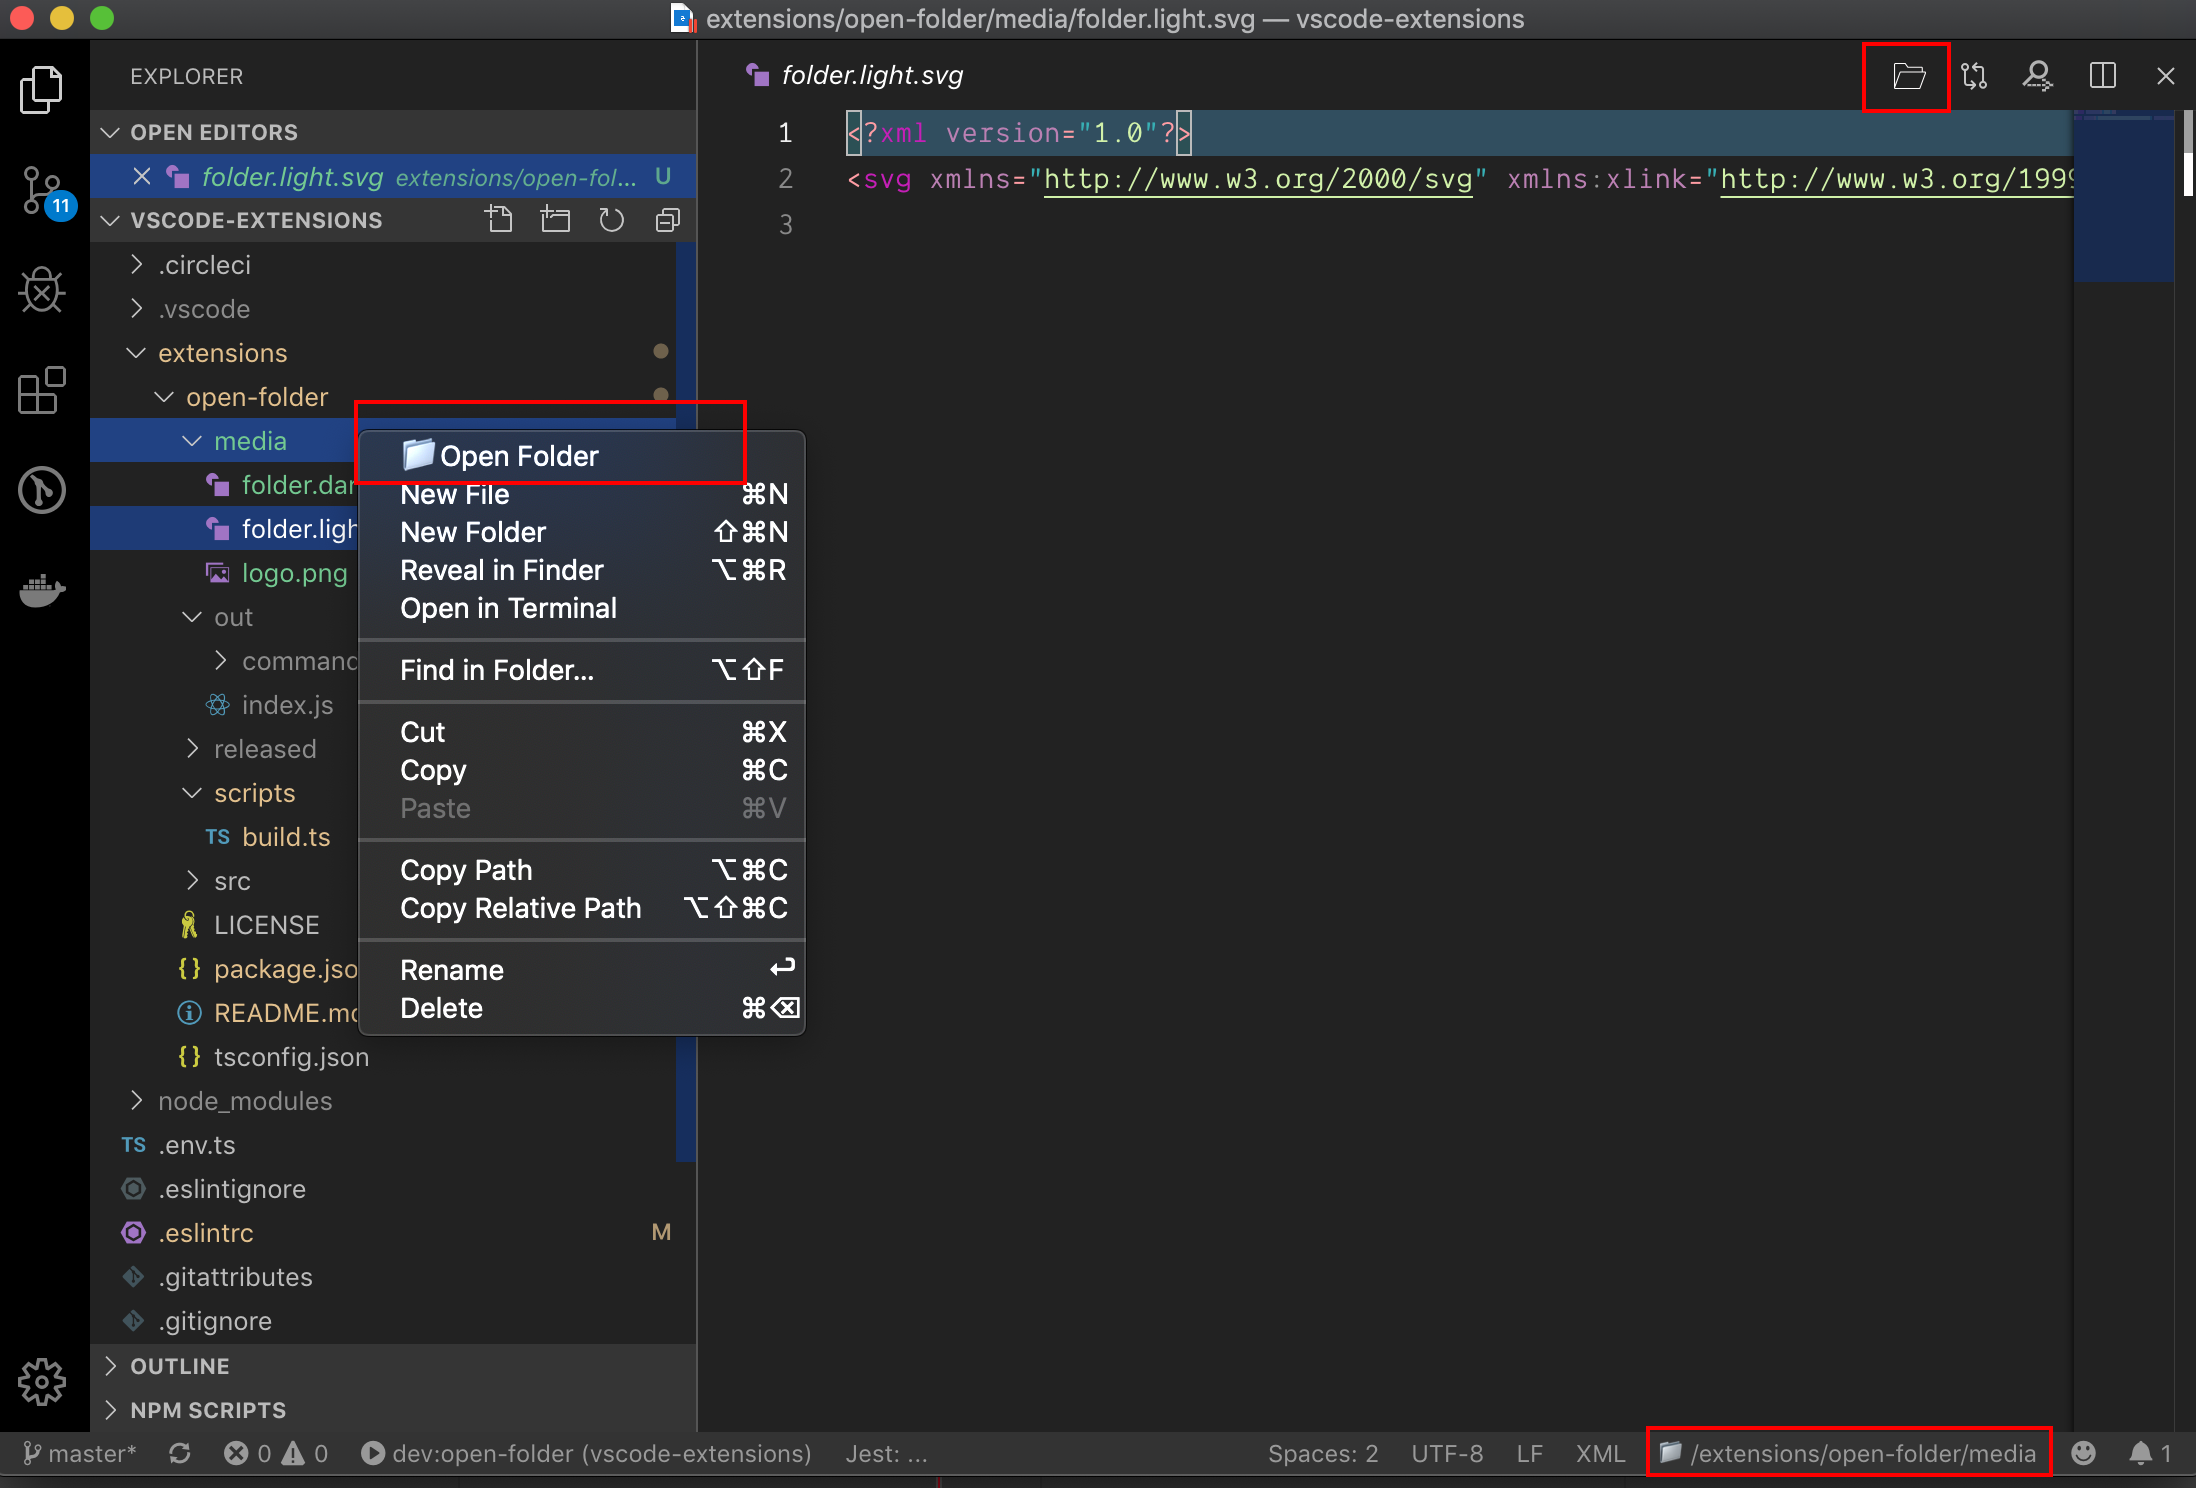 extensions/open-folder/media/folder.light.svg — vscode-extensions
EXPLORER
OPEN EDITORS
folder.light.svg extensions/open-fol... U
11
VSCODE-EXTENSIONS
.circleci
.vscode
extensions
open-folder
media
folder.dar
folder.ligh
logo.png
out
command
index.js
released
scripts
TS build.ts
src
LICENSE
{} package.jso
README.mc
{} tsconfig.json
node_modules
TS .env.ts
.eslintignore
.eslintrc M
.gitattributes
.gitignore
OUTLINE
NPM SCRIPTS
Open Folder
New File ⌘N
New Folder ⇧⌘N
Reveal in Finder ⌥⌘R
Open in Terminal
Find in Folder... ⌥⇧F
Cut ⌘X
Copy ⌘C
Paste ⌘V
Copy Path ⌥⌘C
Copy Relative Path ⌥⇧⌘C
Rename ↩
Delete ⌘⌫
folder.light.svg
1 <?xml version="1.0"?>
2 <svg xmlns="http://www.w3.org/2000/svg" xmlns:xlink="http://www.w3.org/1999
3
master* 0 0 dev:open-folder (vscode-extensions) Jest: ... Spaces: 2 UTF-8 LF XML /extensions/open-folder/media 1